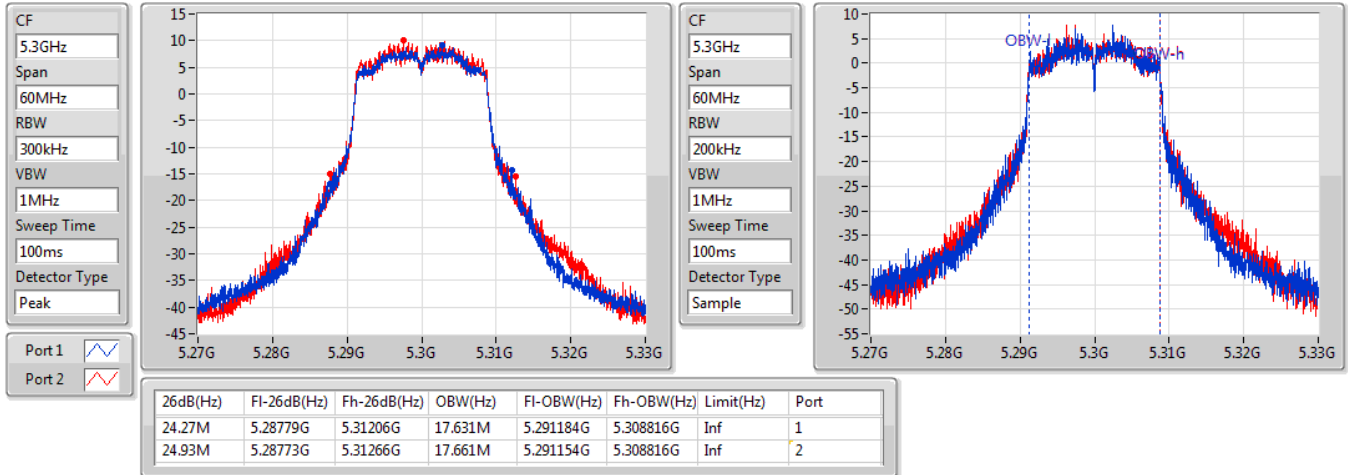 CF
5.3GHz
Span
60MHz
RBW
300kHz
VBW
1MHz
Sweep Time
100ms
Detector Type
Peak
Port 1
Port 2
15
10
5
0
-5
-10
-15
-20
-25
-30
-35
-40
-45
5.27G 5.28G 5.29G 5.3G 5.31G 5.32G 5.33G
CF
5.3GHz
Span
60MHz
RBW
200kHz
VBW
1MHz
Sweep Time
100ms
Detector Type
Sample
10
5
0
-5
-10
-15
-20
-25
-30
-35
-40
-45
-50
-55
OBW-l
OBW-h
5.27G 5.28G 5.29G 5.3G 5.31G 5.32G 5.33G
26dB(Hz) Fl-26dB(Hz) Fh-26dB(Hz) OBW(Hz) Fl-OBW(Hz) Fh-OBW(Hz) Limit(Hz) Port
24.27M 5.28779G 5.31206G 17.631M 5.291184G 5.308816G Inf 1
24.93M 5.28773G 5.31266G 17.661M 5.291154G 5.308816G Inf 2